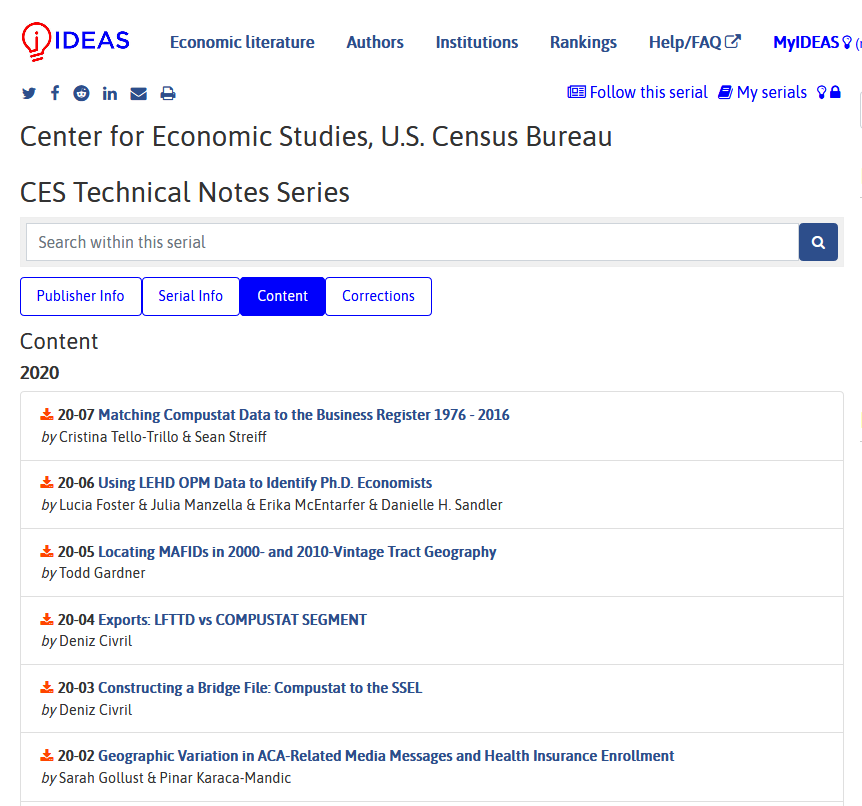 IDEAS
Economic literature Authors Institutions Rankings Help/FAQ MyIDEAS
Follow this serial My serials
Center for Economic Studies, U.S. Census Bureau
CES Technical Notes Series
Search within this serial
Publisher Info Serial Info Content Corrections
Content
2020
20-07 Matching Compustat Data to the Business Register 1976 - 2016
by Cristina Tello-Trillo & Sean Streiff
20-06 Using LEHD OPM Data to Identify Ph.D. Economists
by Lucia Foster & Julia Manzella & Erika McEntarfer & Danielle H. Sandler
20-05 Locating MAFIDs in 2000- and 2010-Vintage Tract Geography
by Todd Gardner
20-04 Exports: LFTTD vs COMPUSTAT SEGMENT
by Deniz Civril
20-03 Constructing a Bridge File: Compustat to the SSEL
by Deniz Civril
20-02 Geographic Variation in ACA-Related Media Messages and Health Insurance Enrollment
by Sarah Gollust & Pinar Karaca-Mandic